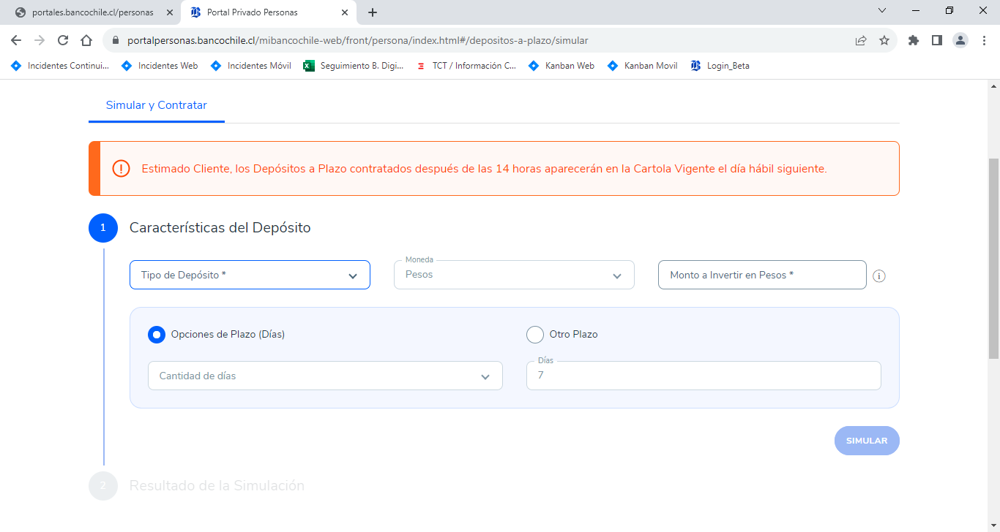 portales.bancochile.cl/personas
Portal Privado Personas
portalpersonas.bancochile.cl/mibancochile-web/front/persona/index.html#/depositos-a-plazo/simular
Incidentes Continui...
Incidentes Web
Incidentes Móvil
Seguimiento B. Digi...
TCT / Información C...
Kanban Web
Kanban Movil
Login_Beta
Simular y Contratar
Estimado Cliente, los Depósitos a Plazo contratados después de las 14 horas aparecerán en la Cartola Vigente el día hábil siguiente.
1
Características del Depósito
Tipo de Depósito *
Moneda
Pesos
Monto a Invertir en Pesos *
Opciones de Plazo (Días)
Otro Plazo
Cantidad de días
Días
7
SIMULAR
2
Resultado de la Simulación